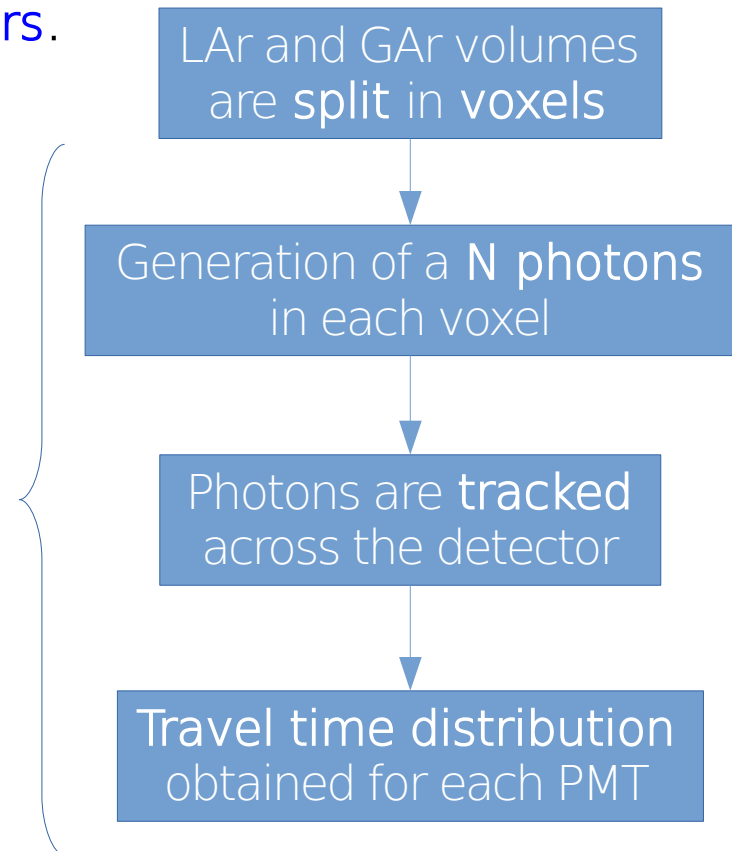 rs.
LAr and GAr volumes
are split in voxels
Generation of a N photons
in each voxel
Photons are tracked
across the detector
Travel time distribution
obtained for each PMT